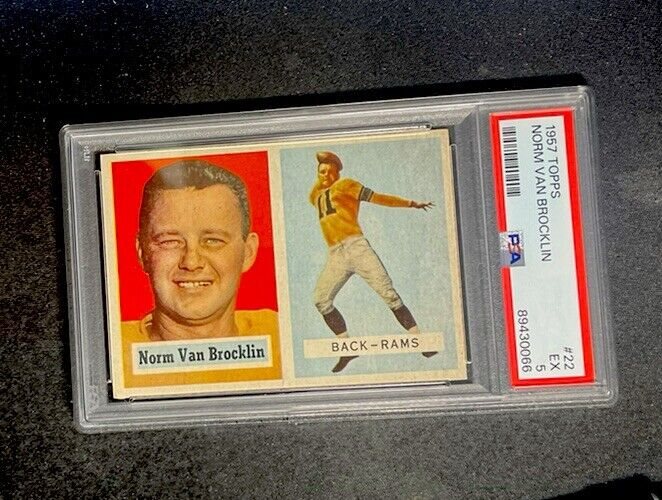 Norm Van Brocklin
11
BACK-RAMS
1957 TOPPS
NORM VAN BROCKLIN
PSA
#22
EX
5
89430066